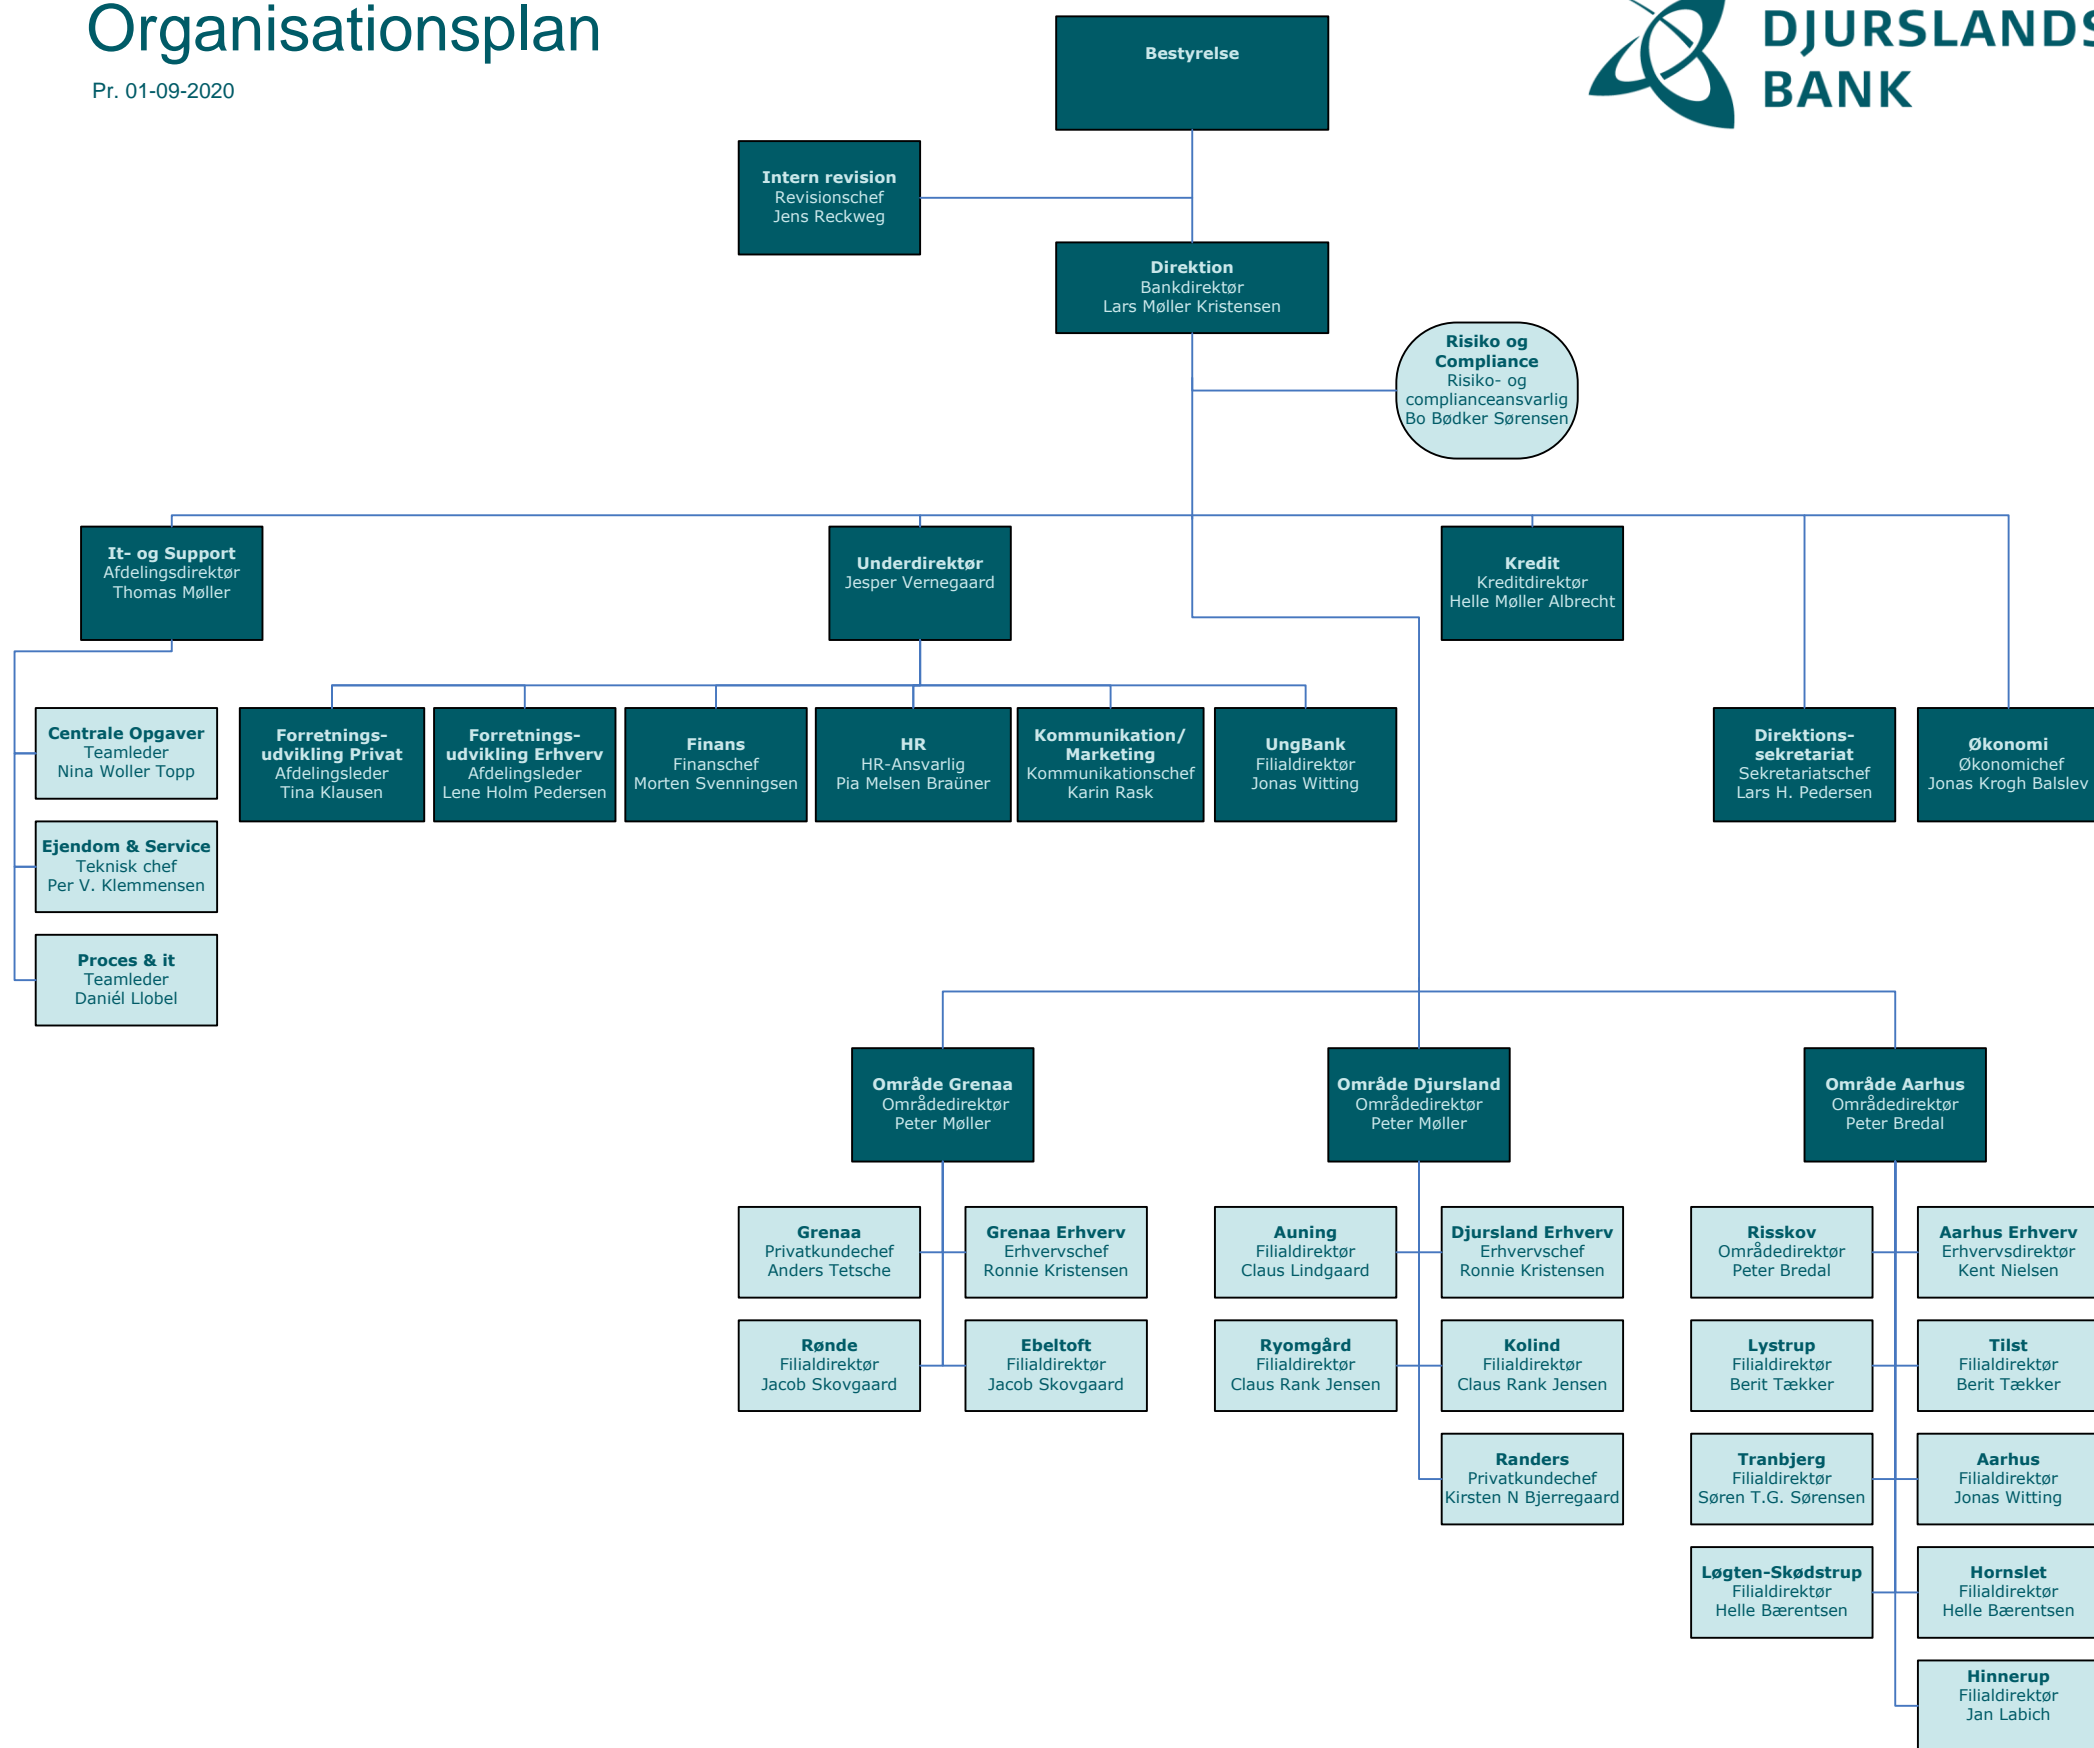 Organisationsplan
Pr. 01-09-2020
DJURSLANDS
BANK
Bestyrelse
Intern revision
Revisionschef
Jens Reckweg
Direktion
Bankdirektør
Lars Møller Kristensen
Risiko og
Compliance
Risiko- og
complianceansvarlig
Bo Bødker Sørensen
It- og Support
Afdelingsdirektør
Thomas Møller
Underdirektør
Jesper Vernegaard
Kredit
Kreditdirektør
Helle Møller Albrecht
Centrale Opgaver
Teamleder
Nina Woller Topp
Forretnings-
udvikling Privat
Afdelingsleder
Tina Klausen
Forretnings-
udvikling Erhverv
Afdelingsleder
Lene Holm Pedersen
Finans
Finanschef
Morten Svenningsen
HR
HR-Ansvarlig
Pia Melsen Braüner
Kommunikation/
Marketing
Kommunikationschef
Karin Rask
UngBank
Filialdirektør
Jonas Witting
Direktions-
sekretariat
Sekretariatschef
Lars H. Pedersen
Økonomi
Økonomichef
Jonas Krogh Balslev
Ejendom & Service
Teknisk chef
Per V. Klemmensen
Proces & it
Teamleder
Daniél Llobel
Område Grenaa
Områdedirektør
Peter Møller
Område Djursland
Områdedirektør
Peter Møller
Område Aarhus
Områdedirektør
Peter Bredal
Grenaa
Privatkundechef
Anders Tetsche
Grenaa Erhverv
Erhvervschef
Ronnie Kristensen
Auning
Filialdirektør
Claus Lindgaard
Djursland Erhverv
Erhvervschef
Ronnie Kristensen
Risskov
Områdedirektør
Peter Bredal
Aarhus Erhverv
Erhvervsdirektør
Kent Nielsen
Rønde
Filialdirektør
Jacob Skovgaard
Ebeltoft
Filialdirektør
Jacob Skovgaard
Ryomgård
Filialdirektør
Claus Rank Jensen
Kolind
Filialdirektør
Claus Rank Jensen
Lystrup
Filialdirektør
Berit Tækker
Tilst
Filialdirektør
Berit Tækker
Randers
Privatkundechef
Kirsten N Bjerregaard
Tranbjerg
Filialdirektør
Søren T.G. Sørensen
Aarhus
Filialdirektør
Jonas Witting
Løgten-Skødstrup
Filialdirektør
Helle Bærentsen
Hornslet
Filialdirektør
Helle Bærentsen
Hinnerup
Filialdirektør
Jan Labich